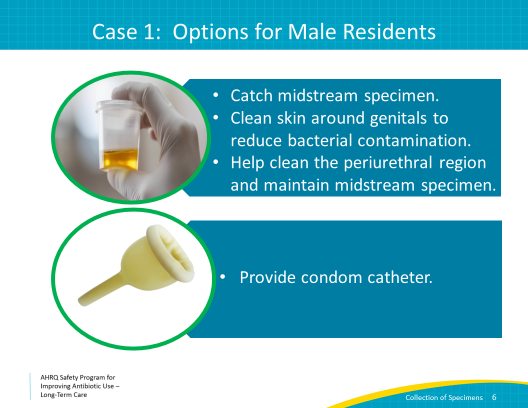 Case 1:  Options for Male Residents
• Catch midstream specimen.
• Clean skin around genitals to
reduce bacterial contamination.
• Help clean the periurethral region
and maintain midstream specimen.
• Provide condom catheter.
AHRQ Safety Program for
Improving Antibiotic Use –
Long-Term Care
Collection of Specimens 6